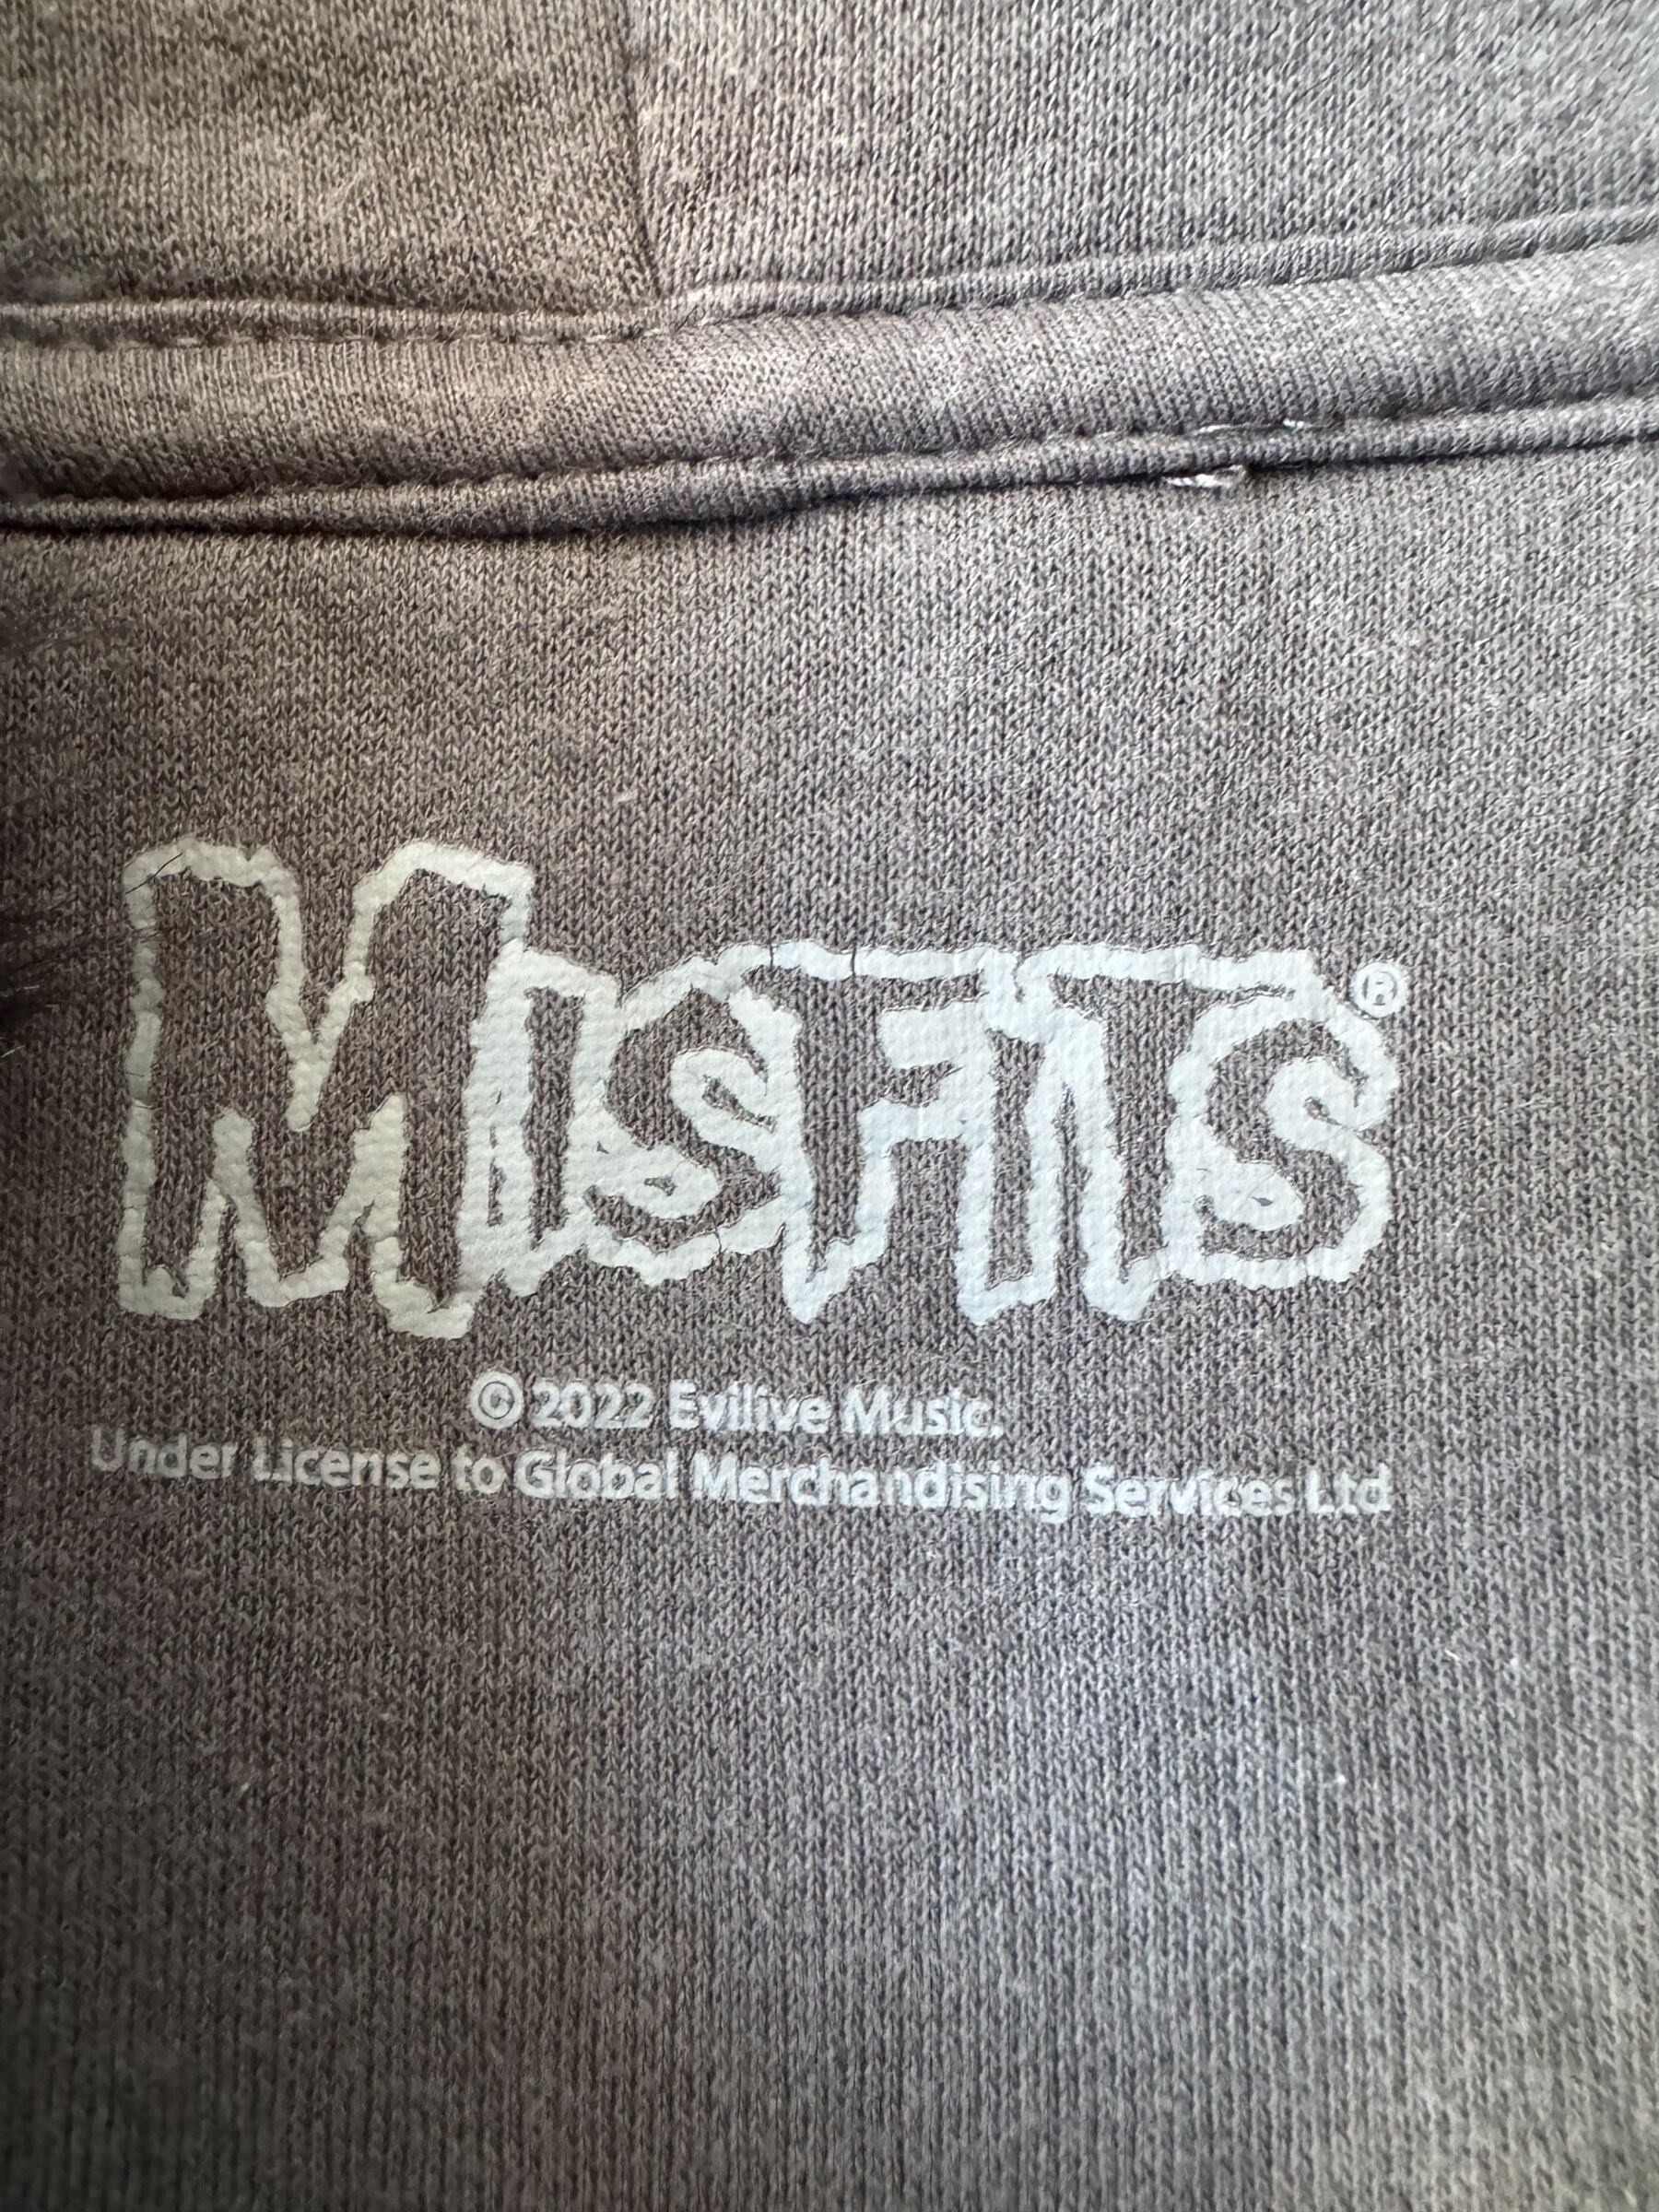 MISFITS®
© 2022 Evilive Music.
Under License to Global Merchandising Services Ltd